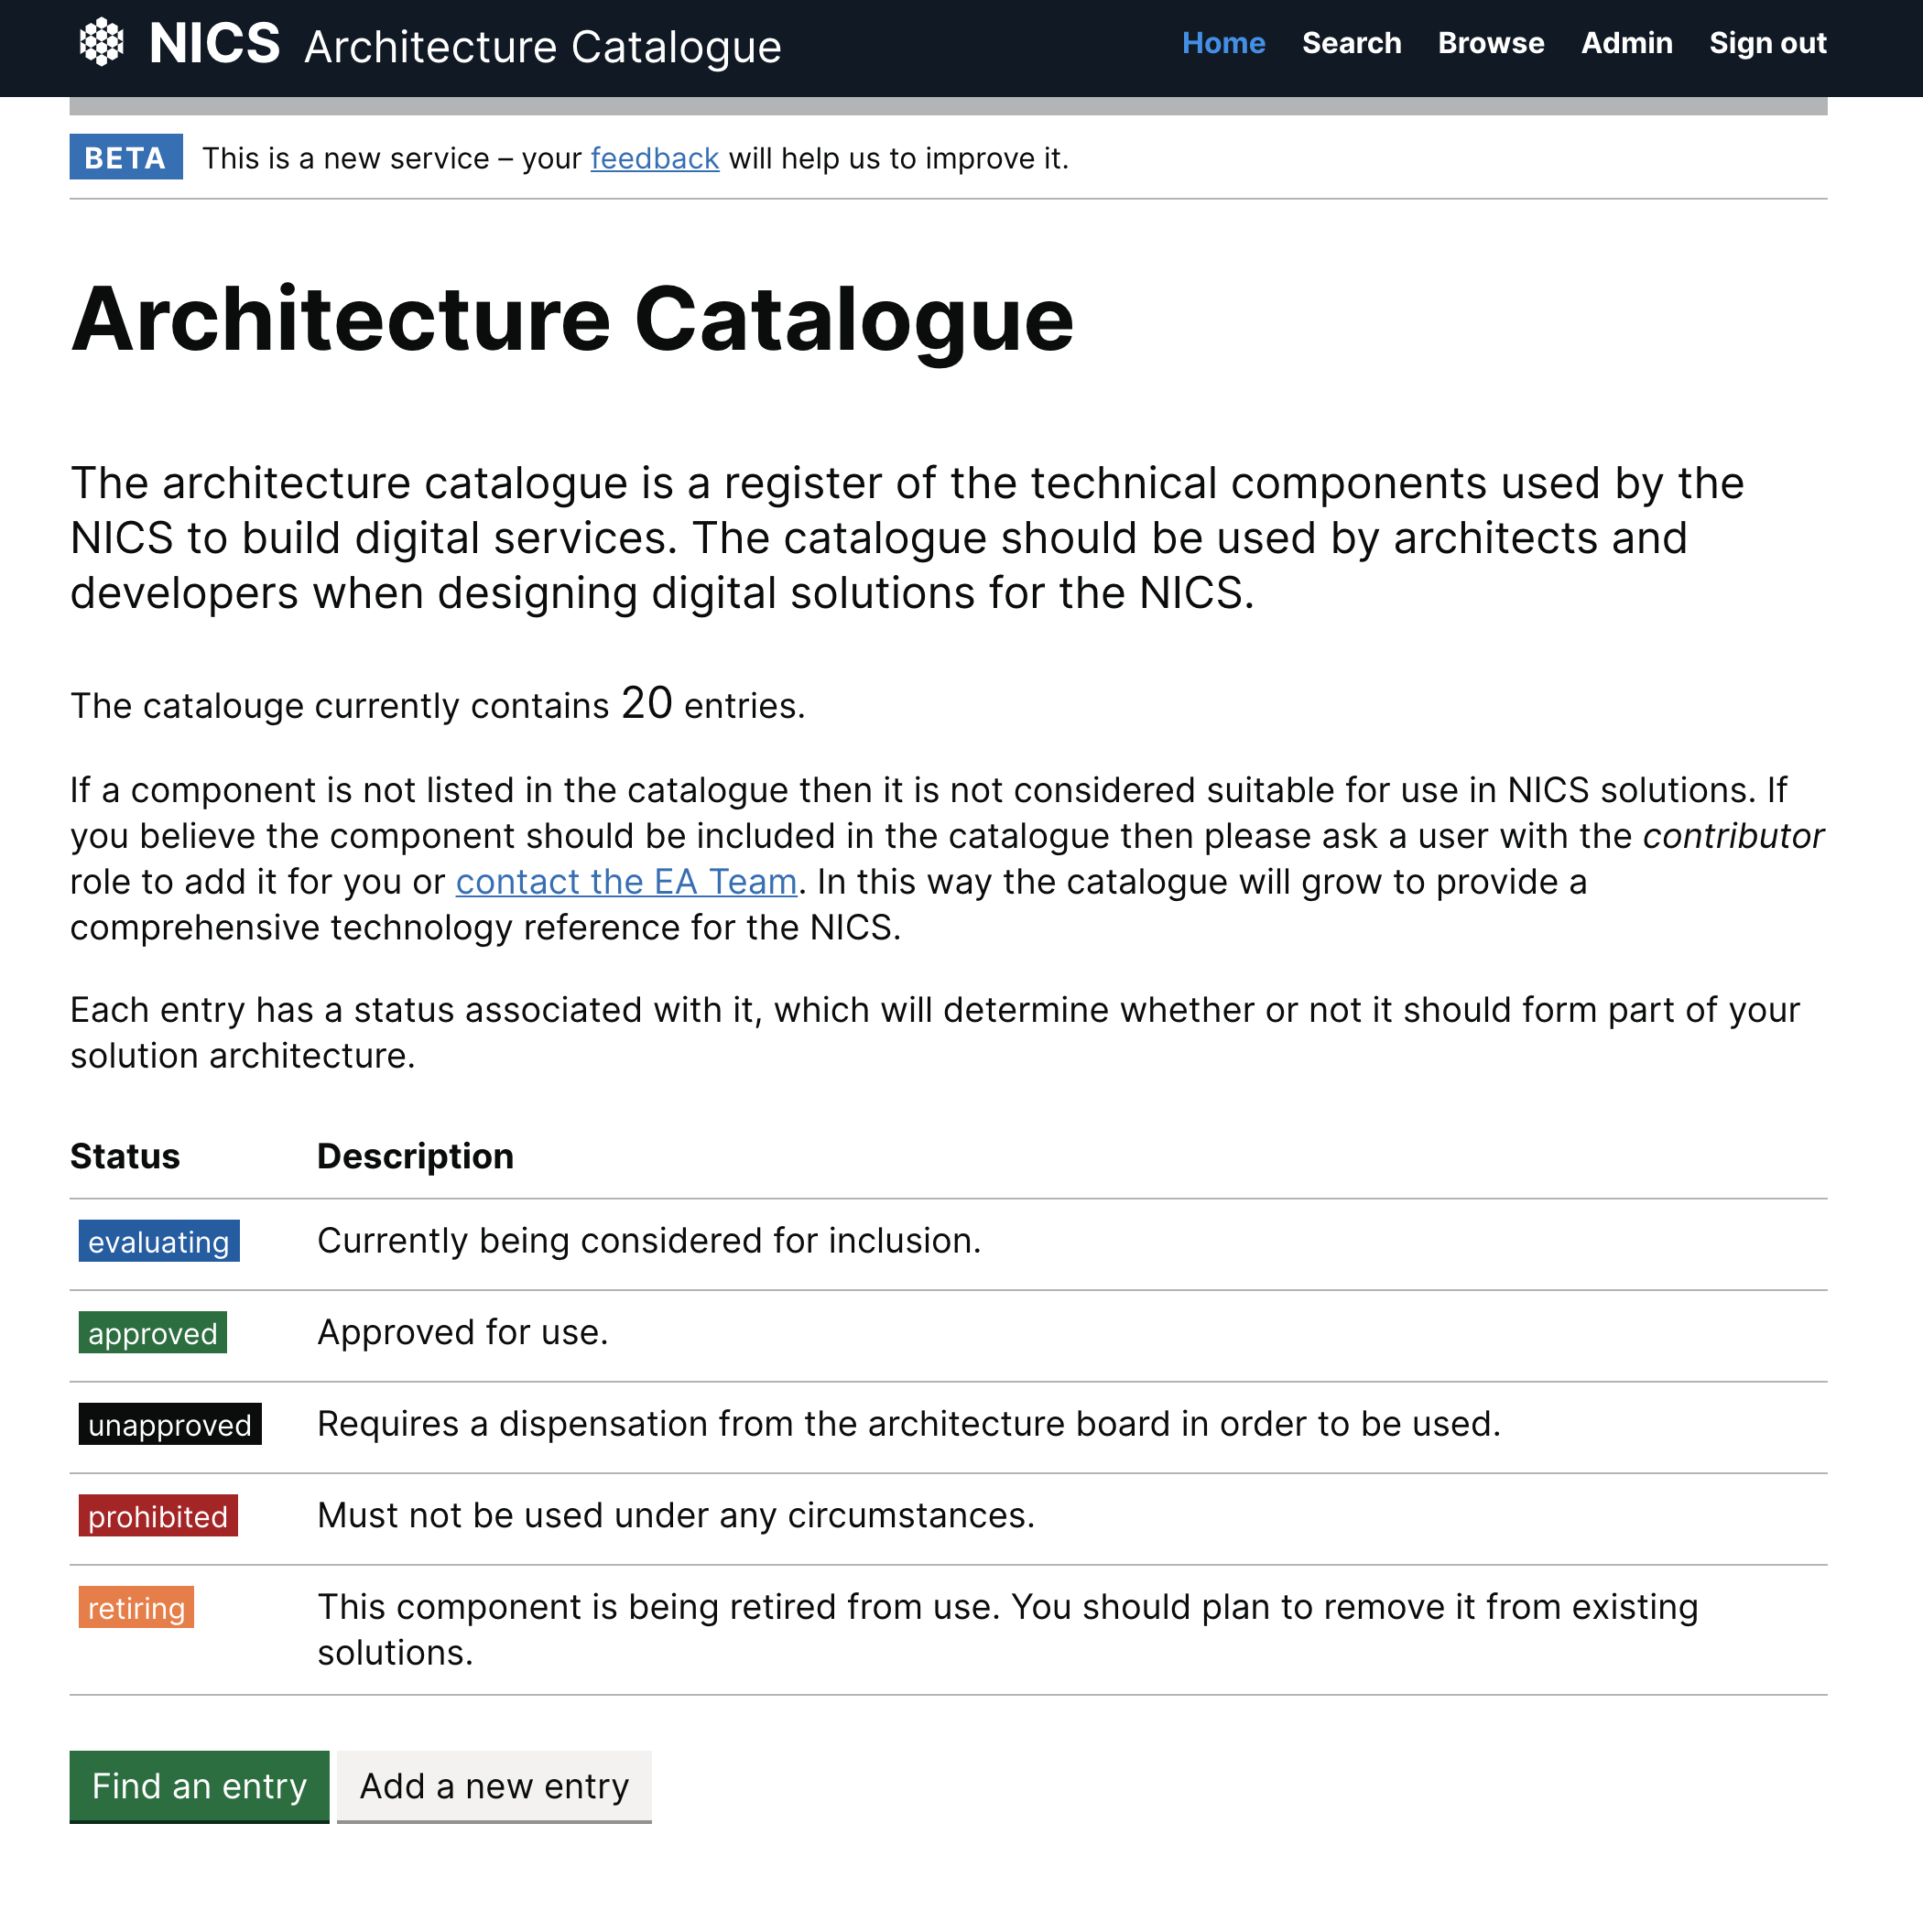 NICS Architecture Catalogue Home Search Browse Admin Sign out
BETA This is a new service – your feedback will help us to improve it.
Architecture Catalogue
The architecture catalogue is a register of the technical components used by the
NICS to build digital services. The catalogue should be used by architects and
developers when designing digital solutions for the NICS.
The catalouge currently contains 20 entries.
If a component is not listed in the catalogue then it is not considered suitable for use in NICS solutions. If
you believe the component should be included in the catalogue then please ask a user with the contributor
role to add it for you or contact the EA Team. In this way the catalogue will grow to provide a
comprehensive technology reference for the NICS.
Each entry has a status associated with it, which will determine whether or not it should form part of your
solution architecture.
Status Description
evaluating Currently being considered for inclusion.
approved Approved for use.
unapproved Requires a dispensation from the architecture board in order to be used.
prohibited Must not be used under any circumstances.
retiring This component is being retired from use. You should plan to remove it from existing
solutions.
Find an entry Add a new entry